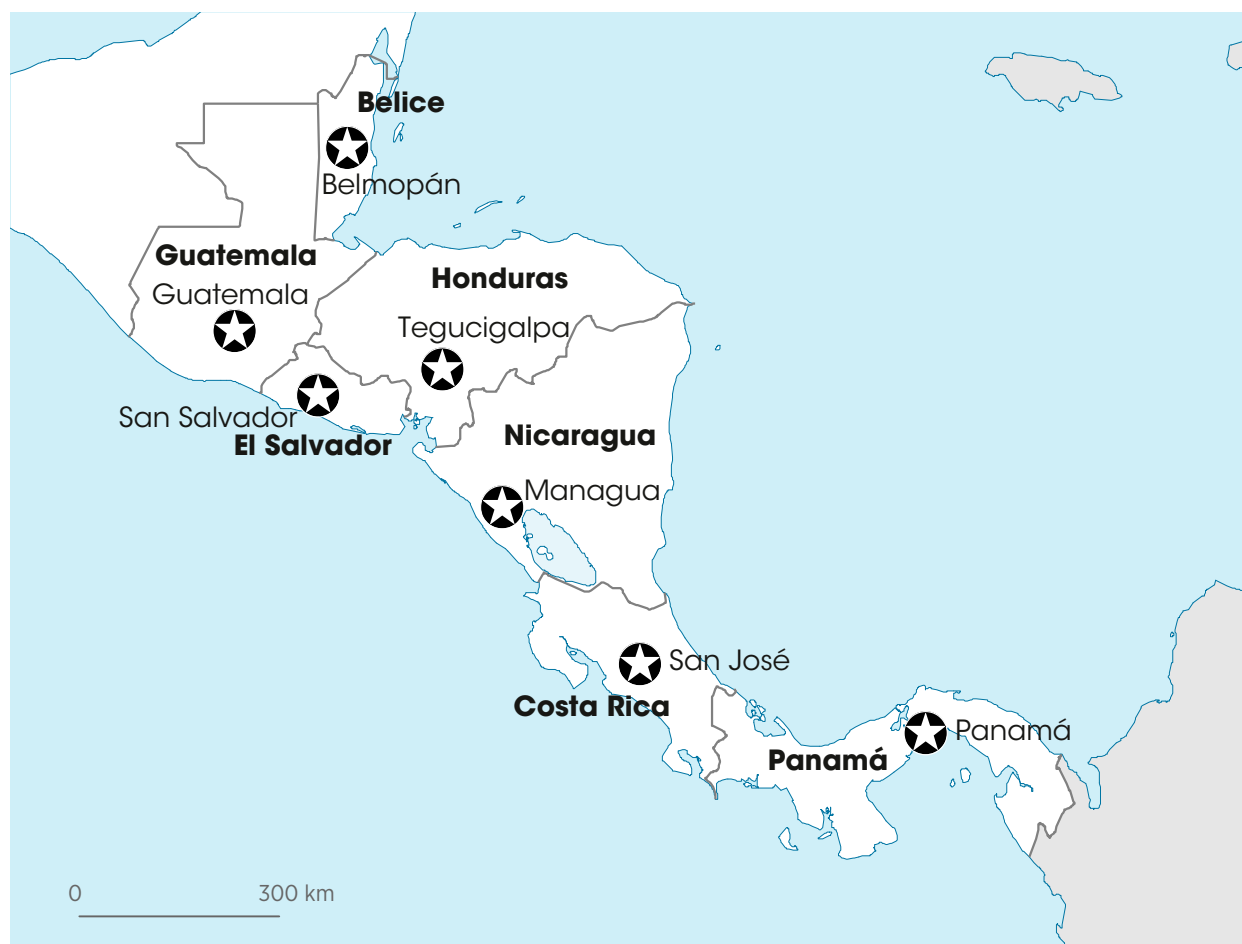 Belice
Belmopán
Guatemala
Guatemala
Honduras
Tegucigalpa
San Salvador
El Salvador
Nicaragua
Managua
San José
Costa Rica
Panamá
Panamá
0 300 km